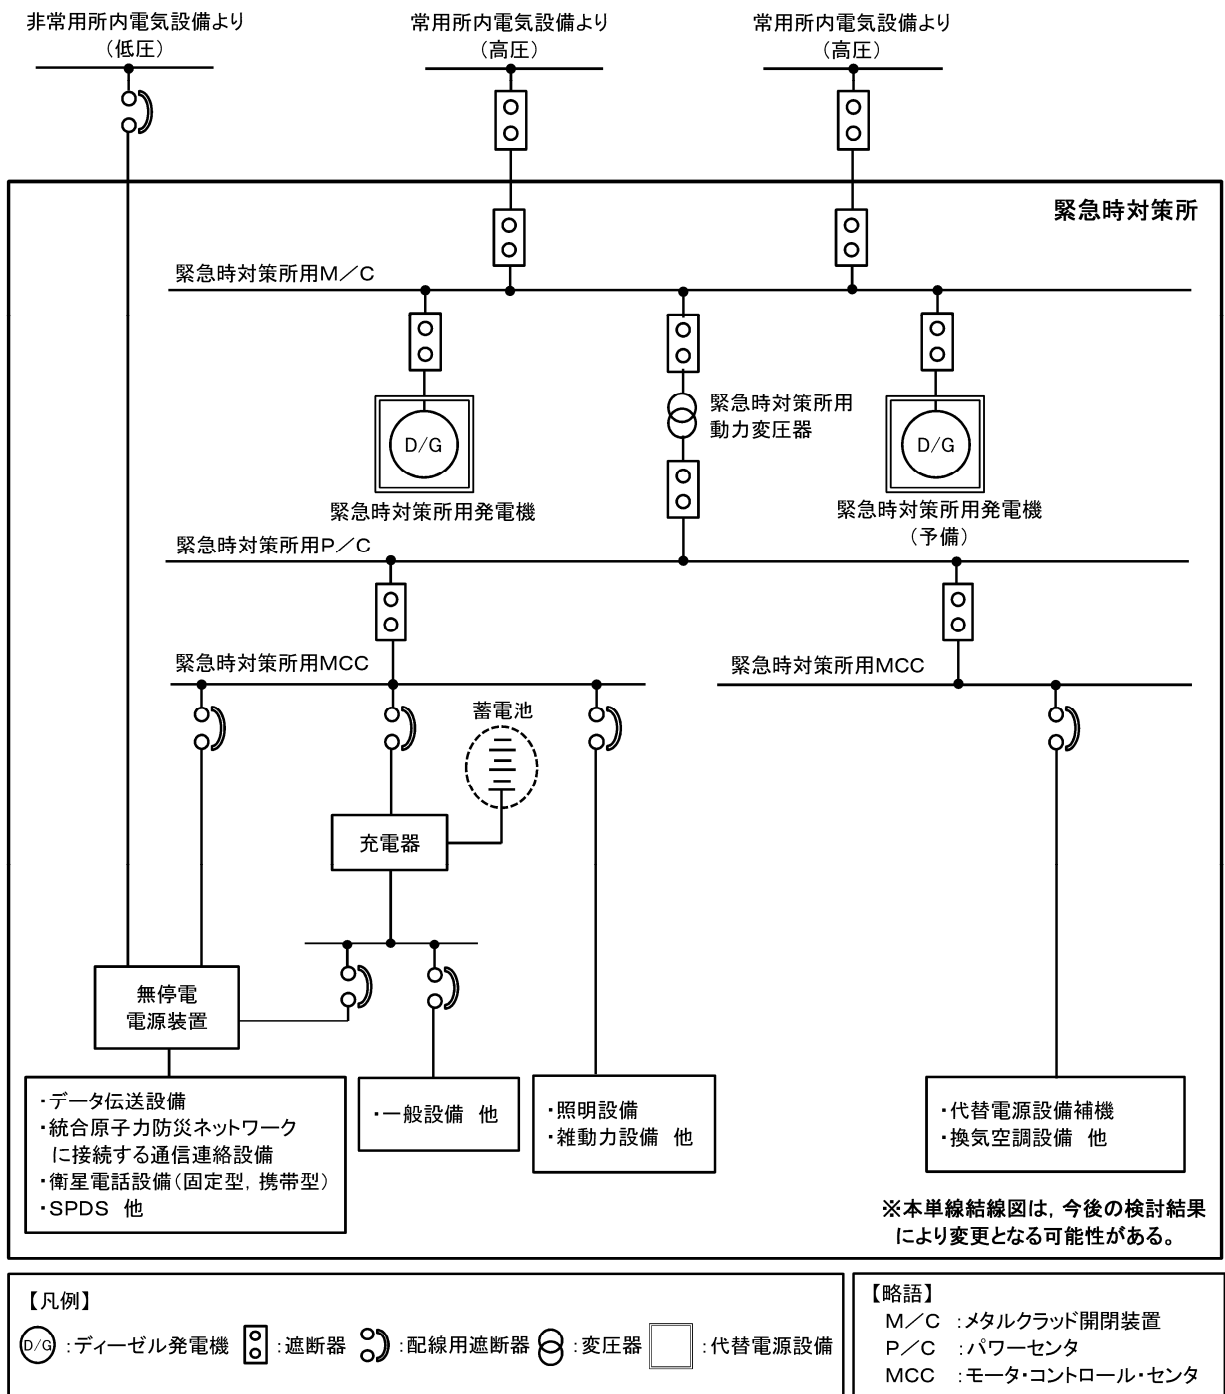 非常用所内電気設備より
（低圧）
常用所内電気設備より
（高圧）
常用所内電気設備より
（高圧）
緊急時対策所
緊急時対策所用M／C
D/G
緊急時対策所用発電機
緊急時対策所用
動力変圧器
D/G
緊急時対策所用発電機
（予備）
緊急時対策所用P／C
緊急時対策所用MCC
緊急時対策所用MCC
蓄電池
充電器
無停電
電源装置
・データ伝送設備
・統合原子力防災ネットワーク
に接続する通信連絡設備
・衛星電話設備（固定型，携帯型）
・SPDS 他
・一般設備 他
・照明設備
・雑動力設備 他
・代替電源設備補機
・換気空調設備 他
※本単線結線図は，今後の検討結果
により変更となる可能性がある。
【凡例】
D/G ：ディーゼル発電機 ：遮断器 ：配線用遮断器 ：変圧器 ：代替電源設備
【略語】
M／C ：メタルクラッド開閉装置
P／C ：パワーセンタ
MCC ：モータ・コントロール・センタ